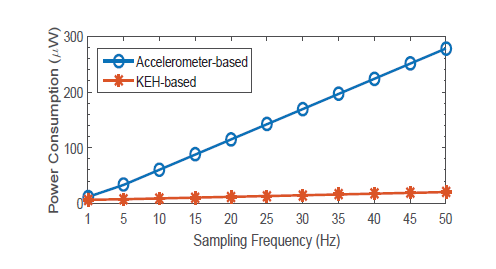 Power Consumption (μW)
300
200
100
0
Accelerometer-based
KEH-based
1 5 10 15 20 25 30 35 40 45 50
Sampling Frequency (Hz)